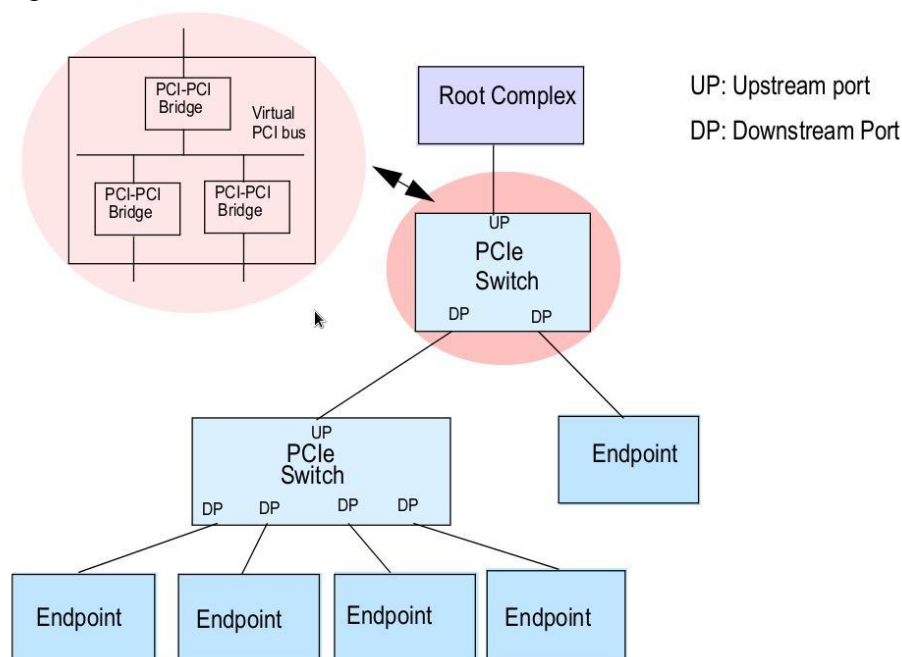 PCI-PCI
Bridge
Virtual
PCI bus
PCI-PCI
Bridge
PCI-PCI
Bridge
Root Complex
UP: Upstream port
DP: Downstream Port
UP
PCIe
Switch
DP
DP
UP
PCIe
Switch
DP
DP
DP
DP
Endpoint
Endpoint
Endpoint
Endpoint
Endpoint